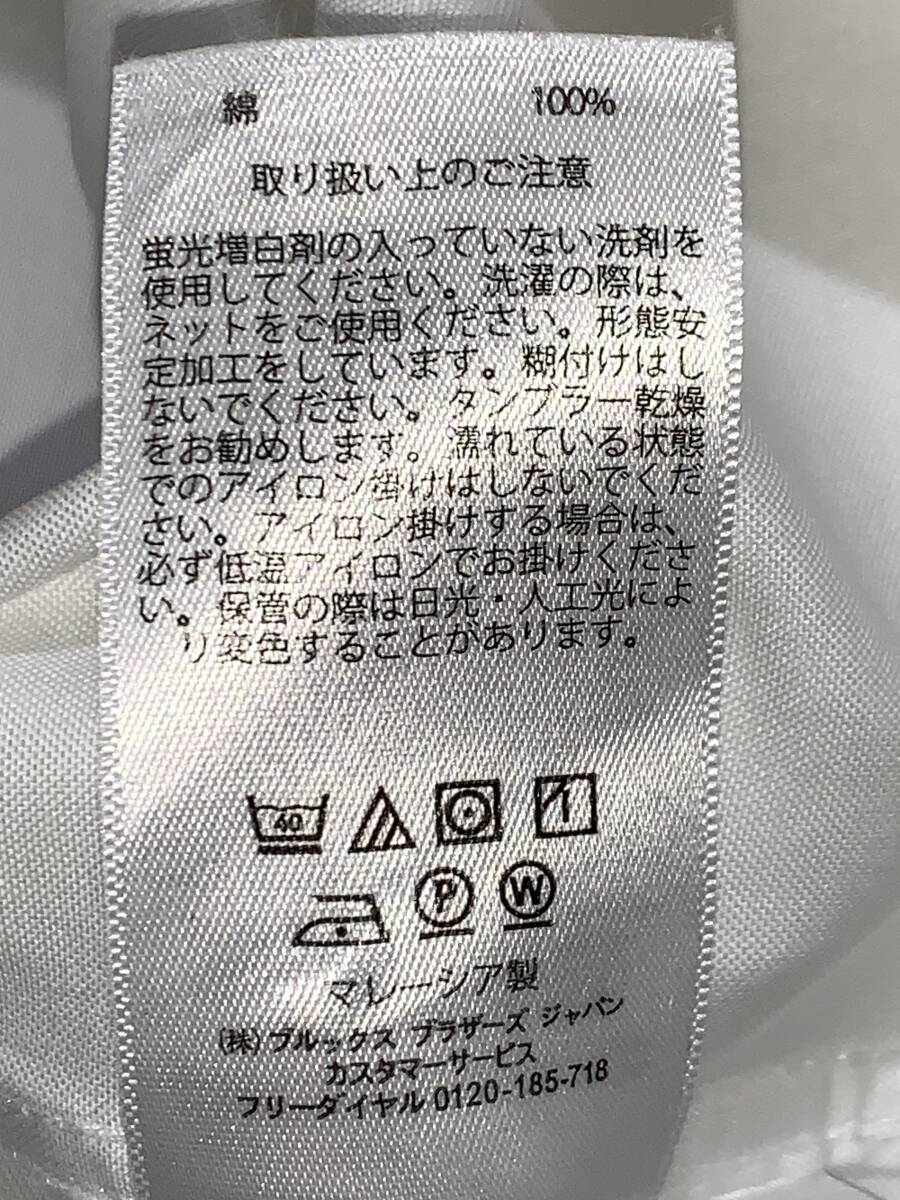 綿 100%
取り扱い上のご注意
蛍光増白剤の入っていない洗剤を
使用してください。洗濯の際は、
ネットをご使用ください。形態安
定加工をしています。糊付けはし
ないでください。タンブラー乾燥
をお勧めします。濡れている状態
でのアイロン掛けはしないでくだ
さい。アイロン掛けする場合は、
必ず低温アイロンでお掛けくださ
い。保管の際は日光・人工光によ
り変色することがあります。
40
P W
マレーシア製
(株)ブルックス ブラザーズ ジャパン
カスタマーサービス
フリーダイヤル 0120-185-718